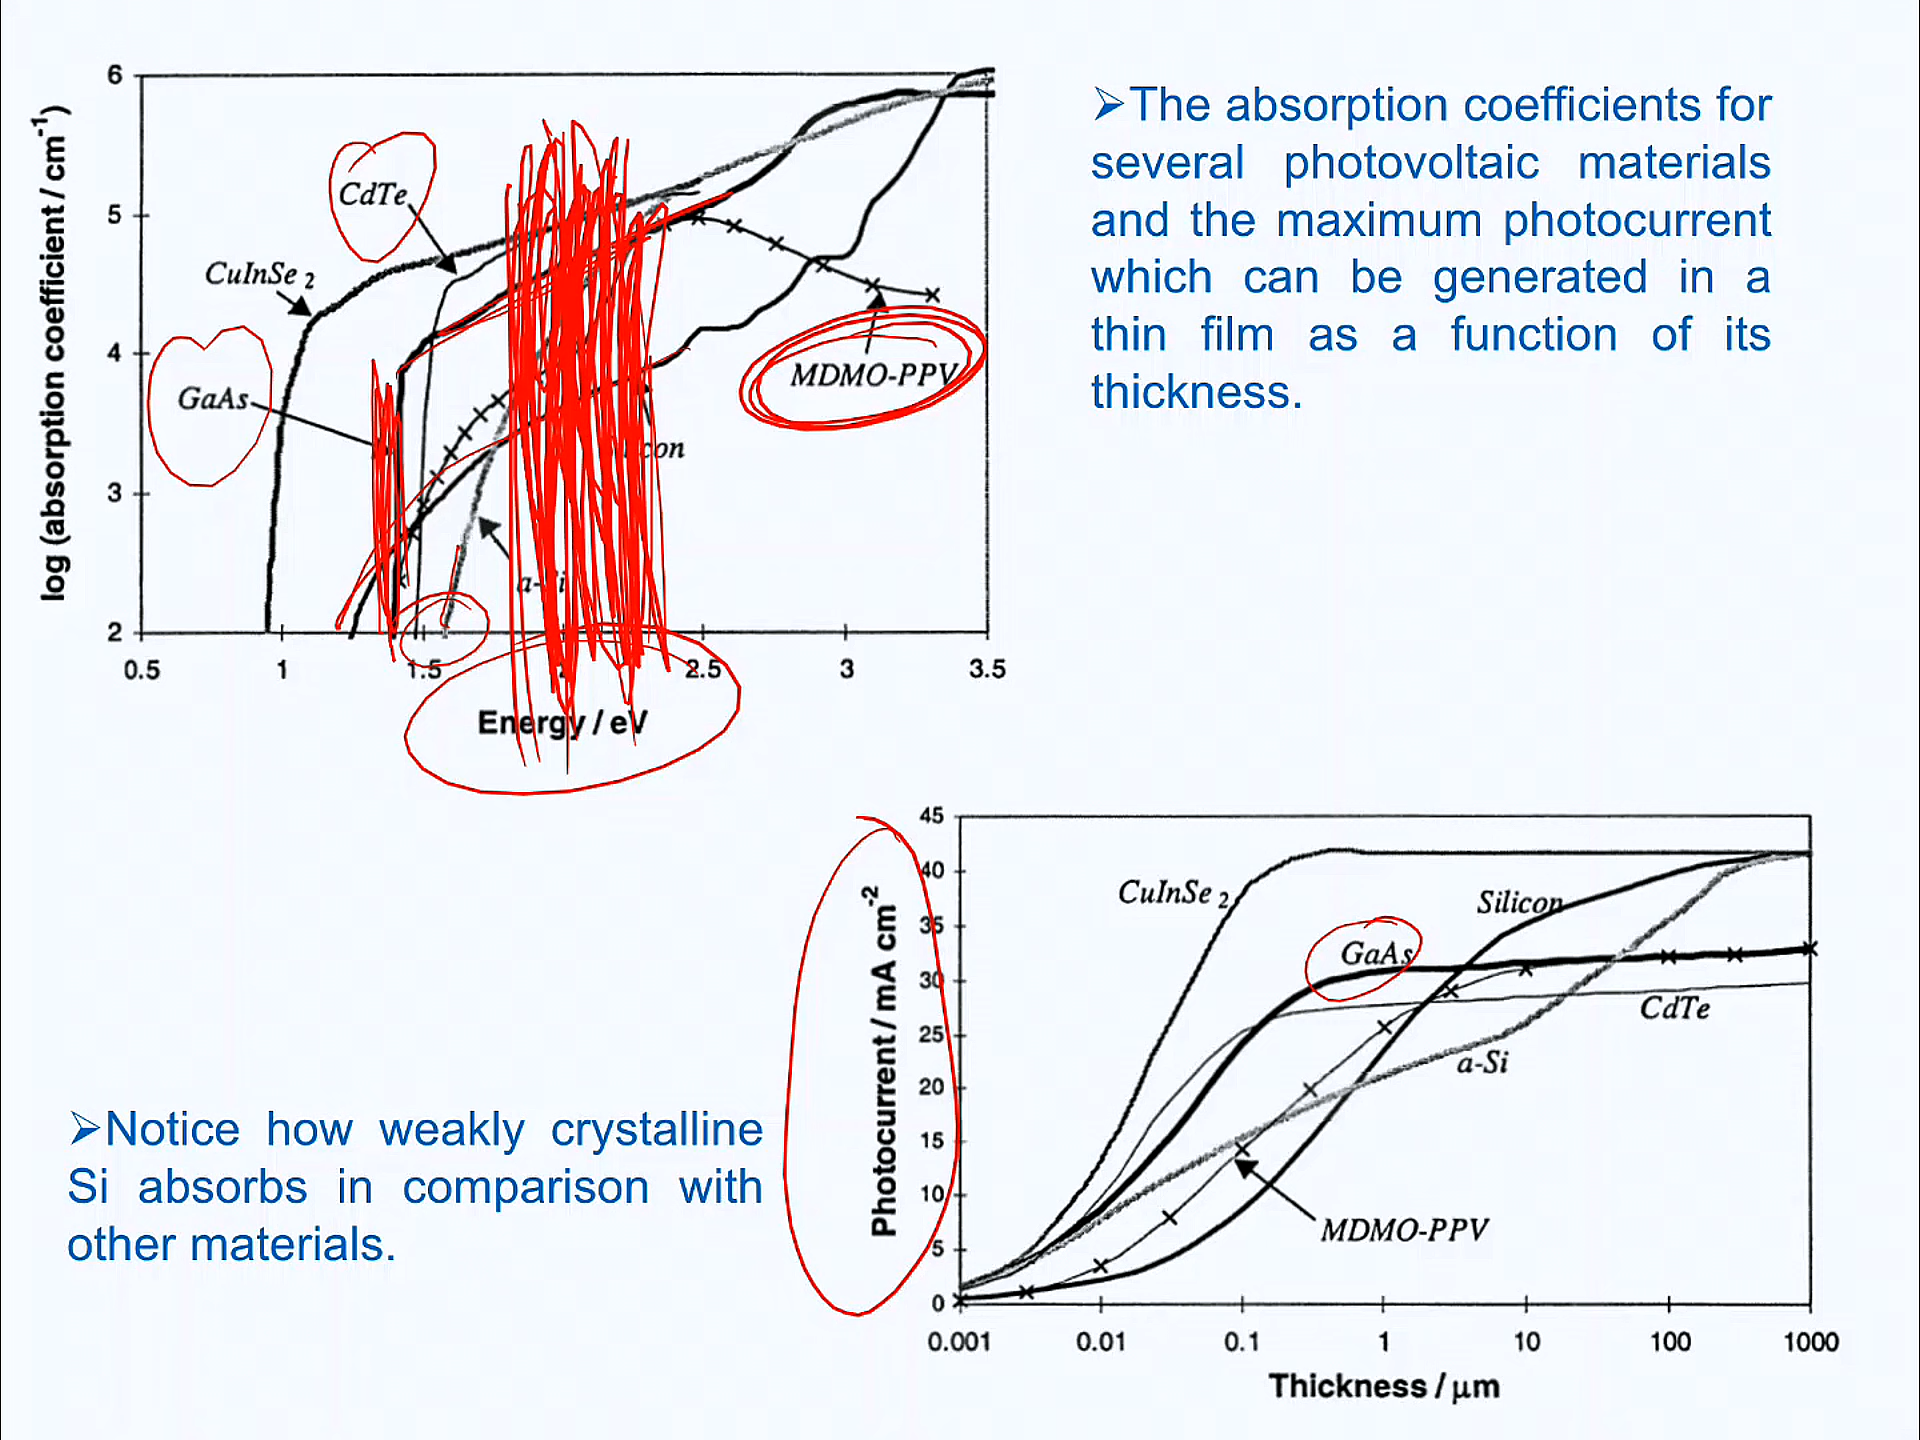 6
5
4
3
2
log (absorption coefficient / cm-1)
CdTe
CuInSe2
GaAs
MDMO-PPV
a-Si
0.5 1 1.5 2.5 3 3.5
Energy / eV
➢The absorption coefficients for
several photovoltaic materials
and the maximum photocurrent
which can be generated in a
thin film as a function of its
thickness.
➢Notice how weakly crystalline
Si absorbs in comparison with
other materials.
45
40
35
30
25
20
15
10
5
0
Photocurrent / mA cm-2
CuInSe2
Silicon
GaAs
CdTe
a-Si
MDMO-PPV
0.001 0.01 0.1 1 10 100 1000
Thickness / μm